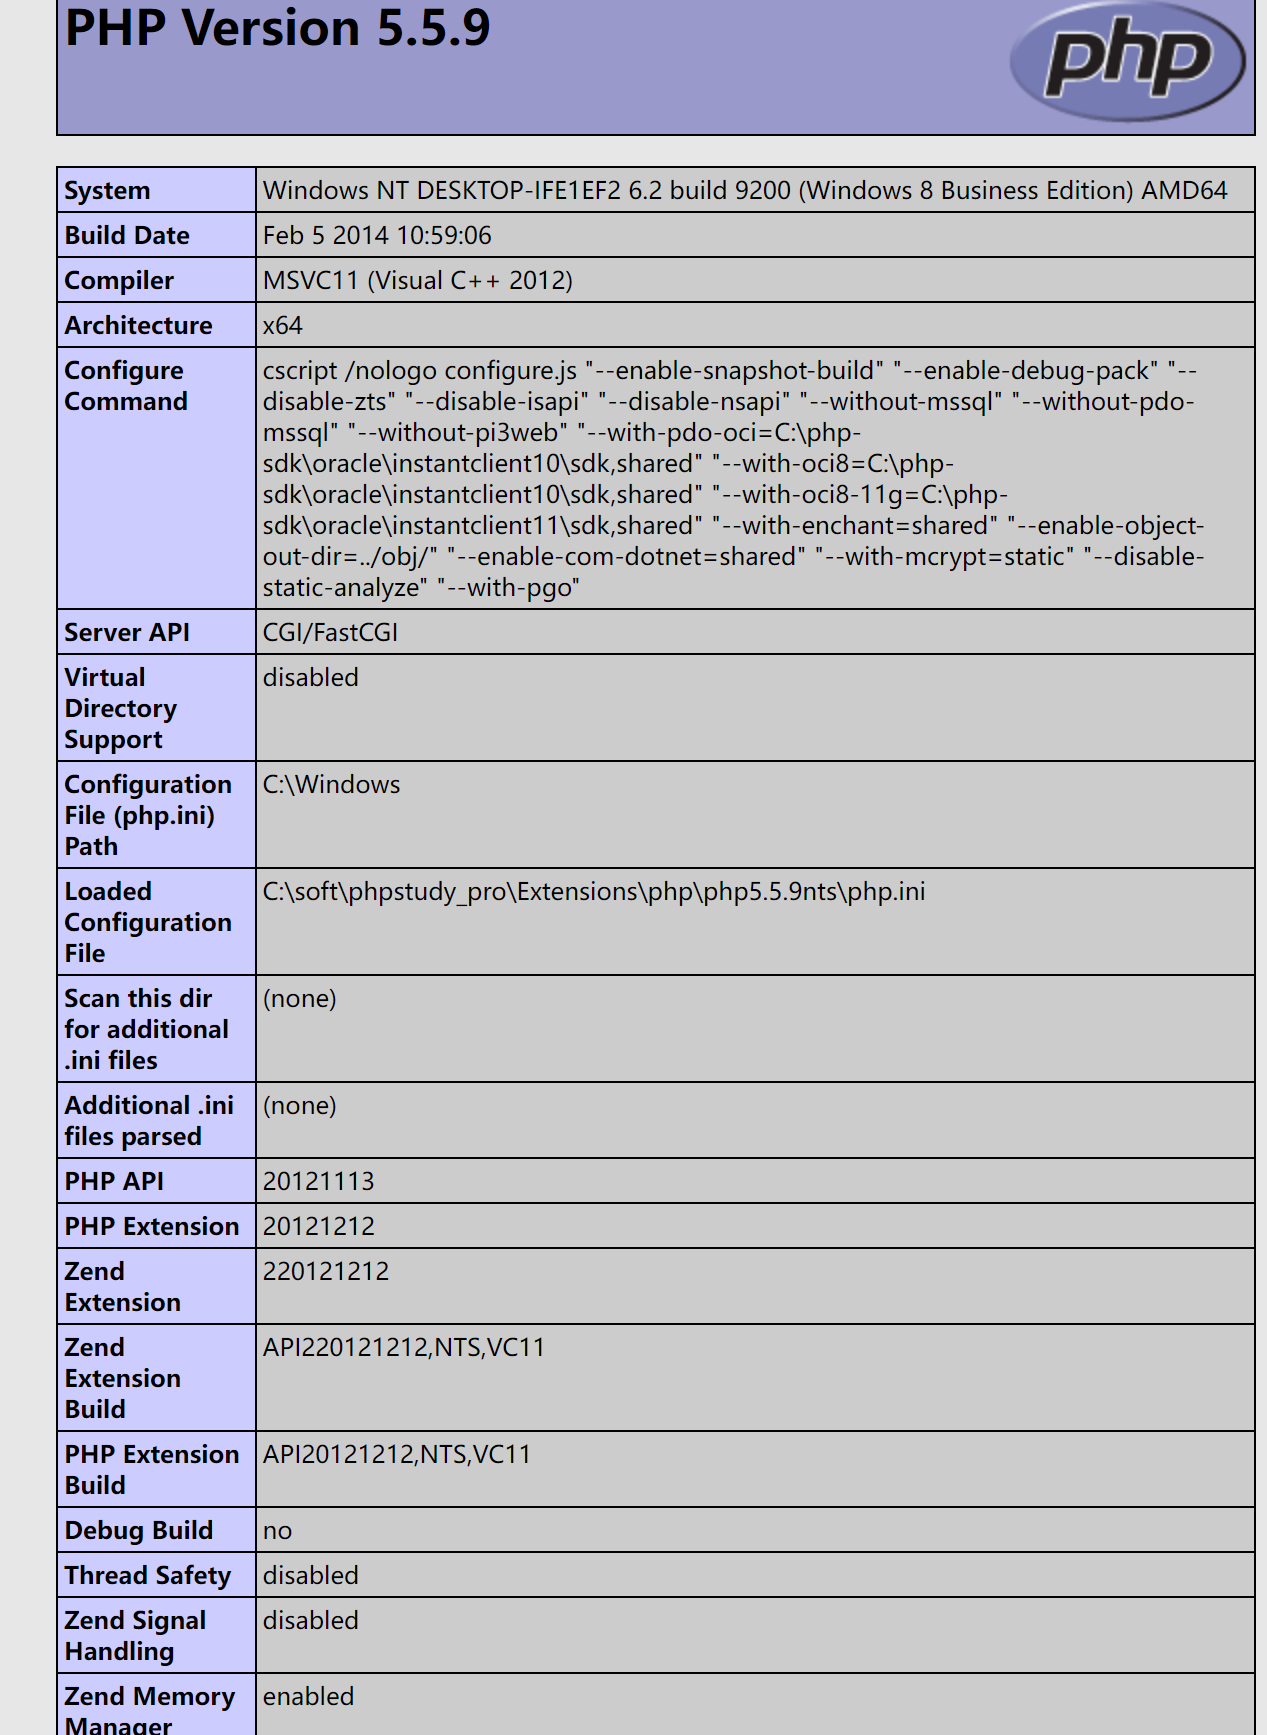 PHP Version 5.5.9
php
System
Windows NT DESKTOP-IFE1EF2 6.2 build 9200 (Windows 8 Business Edition) AMD64
Build Date
Feb 5 2014 10:59:06
Compiler
MSVC11 (Visual C++ 2012)
Architecture
x64
Configure
Command
cscript /nologo configure.js "--enable-snapshot-build" "--enable-debug-pack" "--
disable-zts" "--disable-isapi" "--disable-nsapi" "--without-mssql" "--without-pdo-
mssql" "--without-pi3web" "--with-pdo-oci=C:\php-
sdk\oracle\instantclient10\sdk,shared" "--with-oci8=C:\php-
sdk\oracle\instantclient10\sdk,shared" "--with-oci8-11g=C:\php-
sdk\oracle\instantclient11\sdk,shared" "--with-enchant=shared" "--enable-object-
out-dir=../obj/" "--enable-com-dotnet=shared" "--with-mcrypt=static" "--disable-
static-analyze" "--with-pgo"
Server API
CGI/FastCGI
Virtual
Directory
Support
disabled
Configuration
File (php.ini)
Path
C:\Windows
Loaded
Configuration
File
C:\soft\phpstudy_pro\Extensions\php\php5.5.9nts\php.ini
Scan this dir
for additional
.ini files
(none)
Additional .ini
files parsed
(none)
PHP API
20121113
PHP Extension
20121212
Zend
Extension
220121212
Zend
Extension
Build
API220121212,NTS,VC11
PHP Extension
Build
API20121212,NTS,VC11
Debug Build
no
Thread Safety
disabled
Zend Signal
Handling
disabled
Zend Memory
Manager
enabled